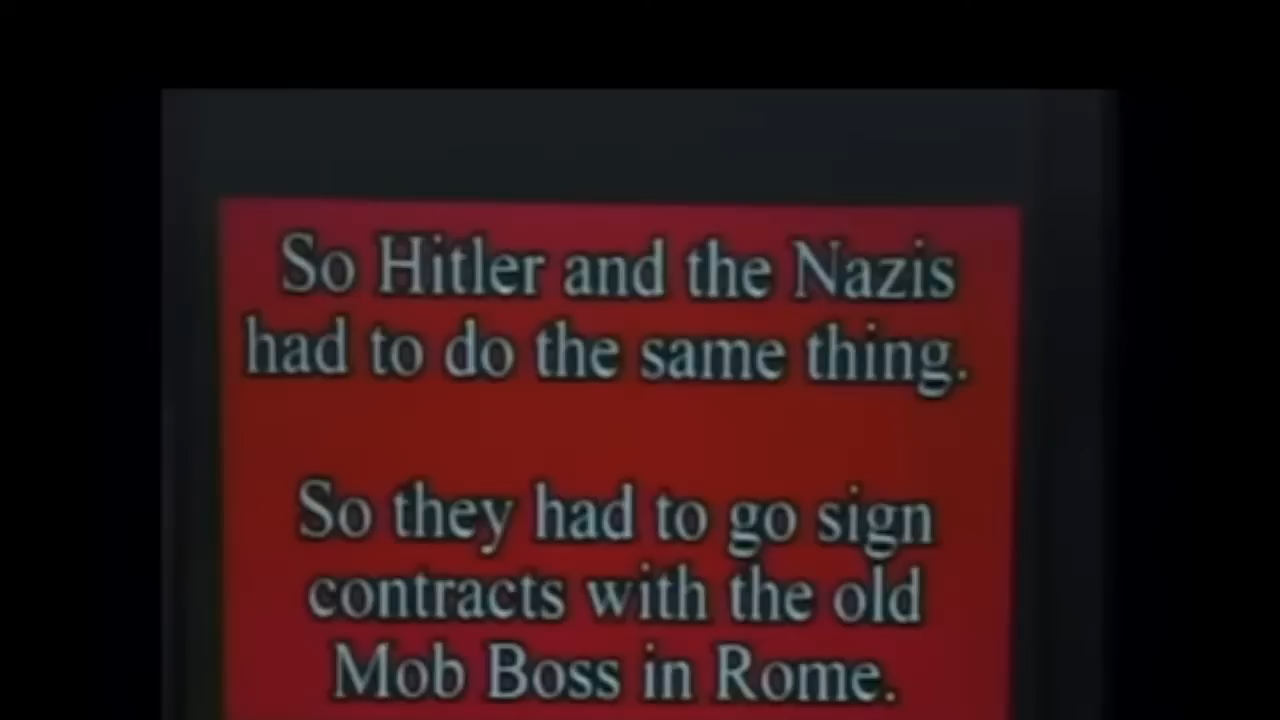 So Hitler and the Nazis
had to do the same thing.
So they had to go sign
contracts with the old
Mob Boss in Rome.